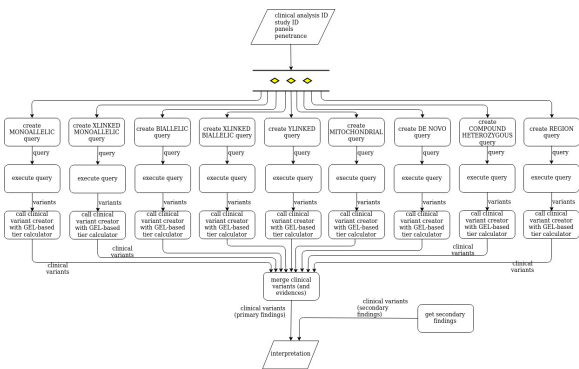 clinical analysis ID
study ID
panels
penetrance
create
MONOALLELIC
query
create XLINKED
MONOALLELIC
query
create BIALLELIC
query
create XLINKED
BIALLELIC query
create YLINKED
query
create
MITOCHONDRIAL
query
create DE NOVO
query
create
COMPOUND
HETEROZYGOUS
query
create REGION
query
query
query
query
query
query
query
query
query
query
execute query
execute query
execute query
execute query
execute query
execute query
execute query
execute query
execute query
variants
variants
variants
variants
variants
variants
variants
variants
variants
call clinical
variant creator
with GEL-based
tier calculator
call clinical
variant creator
with GEL-based
tier calculator
call clinical
variant creator
with GEL-based
tier calculator
call clinical
variant creator
with GEL-based
tier calculator
call clinical
variant creator
with GEL-based
tier calculator
call clinical
variant creator
with GEL-based
tier calculator
call clinical
variant creator
with GEL-based
tier calculator
call clinical
variant creator
with GEL-based
tier calculator
call clinical
variant creator
with GEL-based
tier calculator
clinical
variants
clinical
variants
clinical
variants
clinical
variants
merge clinical
variants (and
evidences)
clinical variants
(primary findings)
clinical variants
(secondary
findings)
get secondary
findings
interpretation